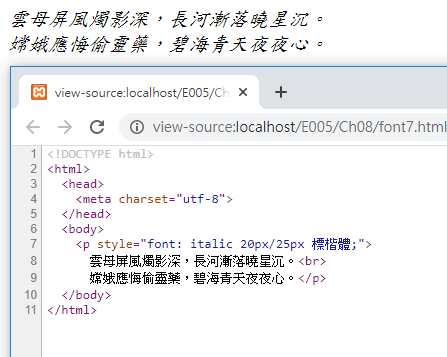 雲母屏風燭影深，長河漸落曉星沉。
嫦娥應悔偷靈藥，碧海青天夜夜心。
view-source:localhost/E005/Ch
view-source:localhost/E005/Ch08/font7.html
1 <!DOCTYPE html>
2 <html>
3 <head>
4 <meta charset="utf-8">
5 </head>
6 <body>
7 <p style="font: italic 20px/25px 標楷體;">
8 雲母屏風燭影深，長河漸落曉星沉。<br>
9 嫦娥應悔偷靈藥，碧海青天夜夜心。</p>
10 </body>
11 </html>